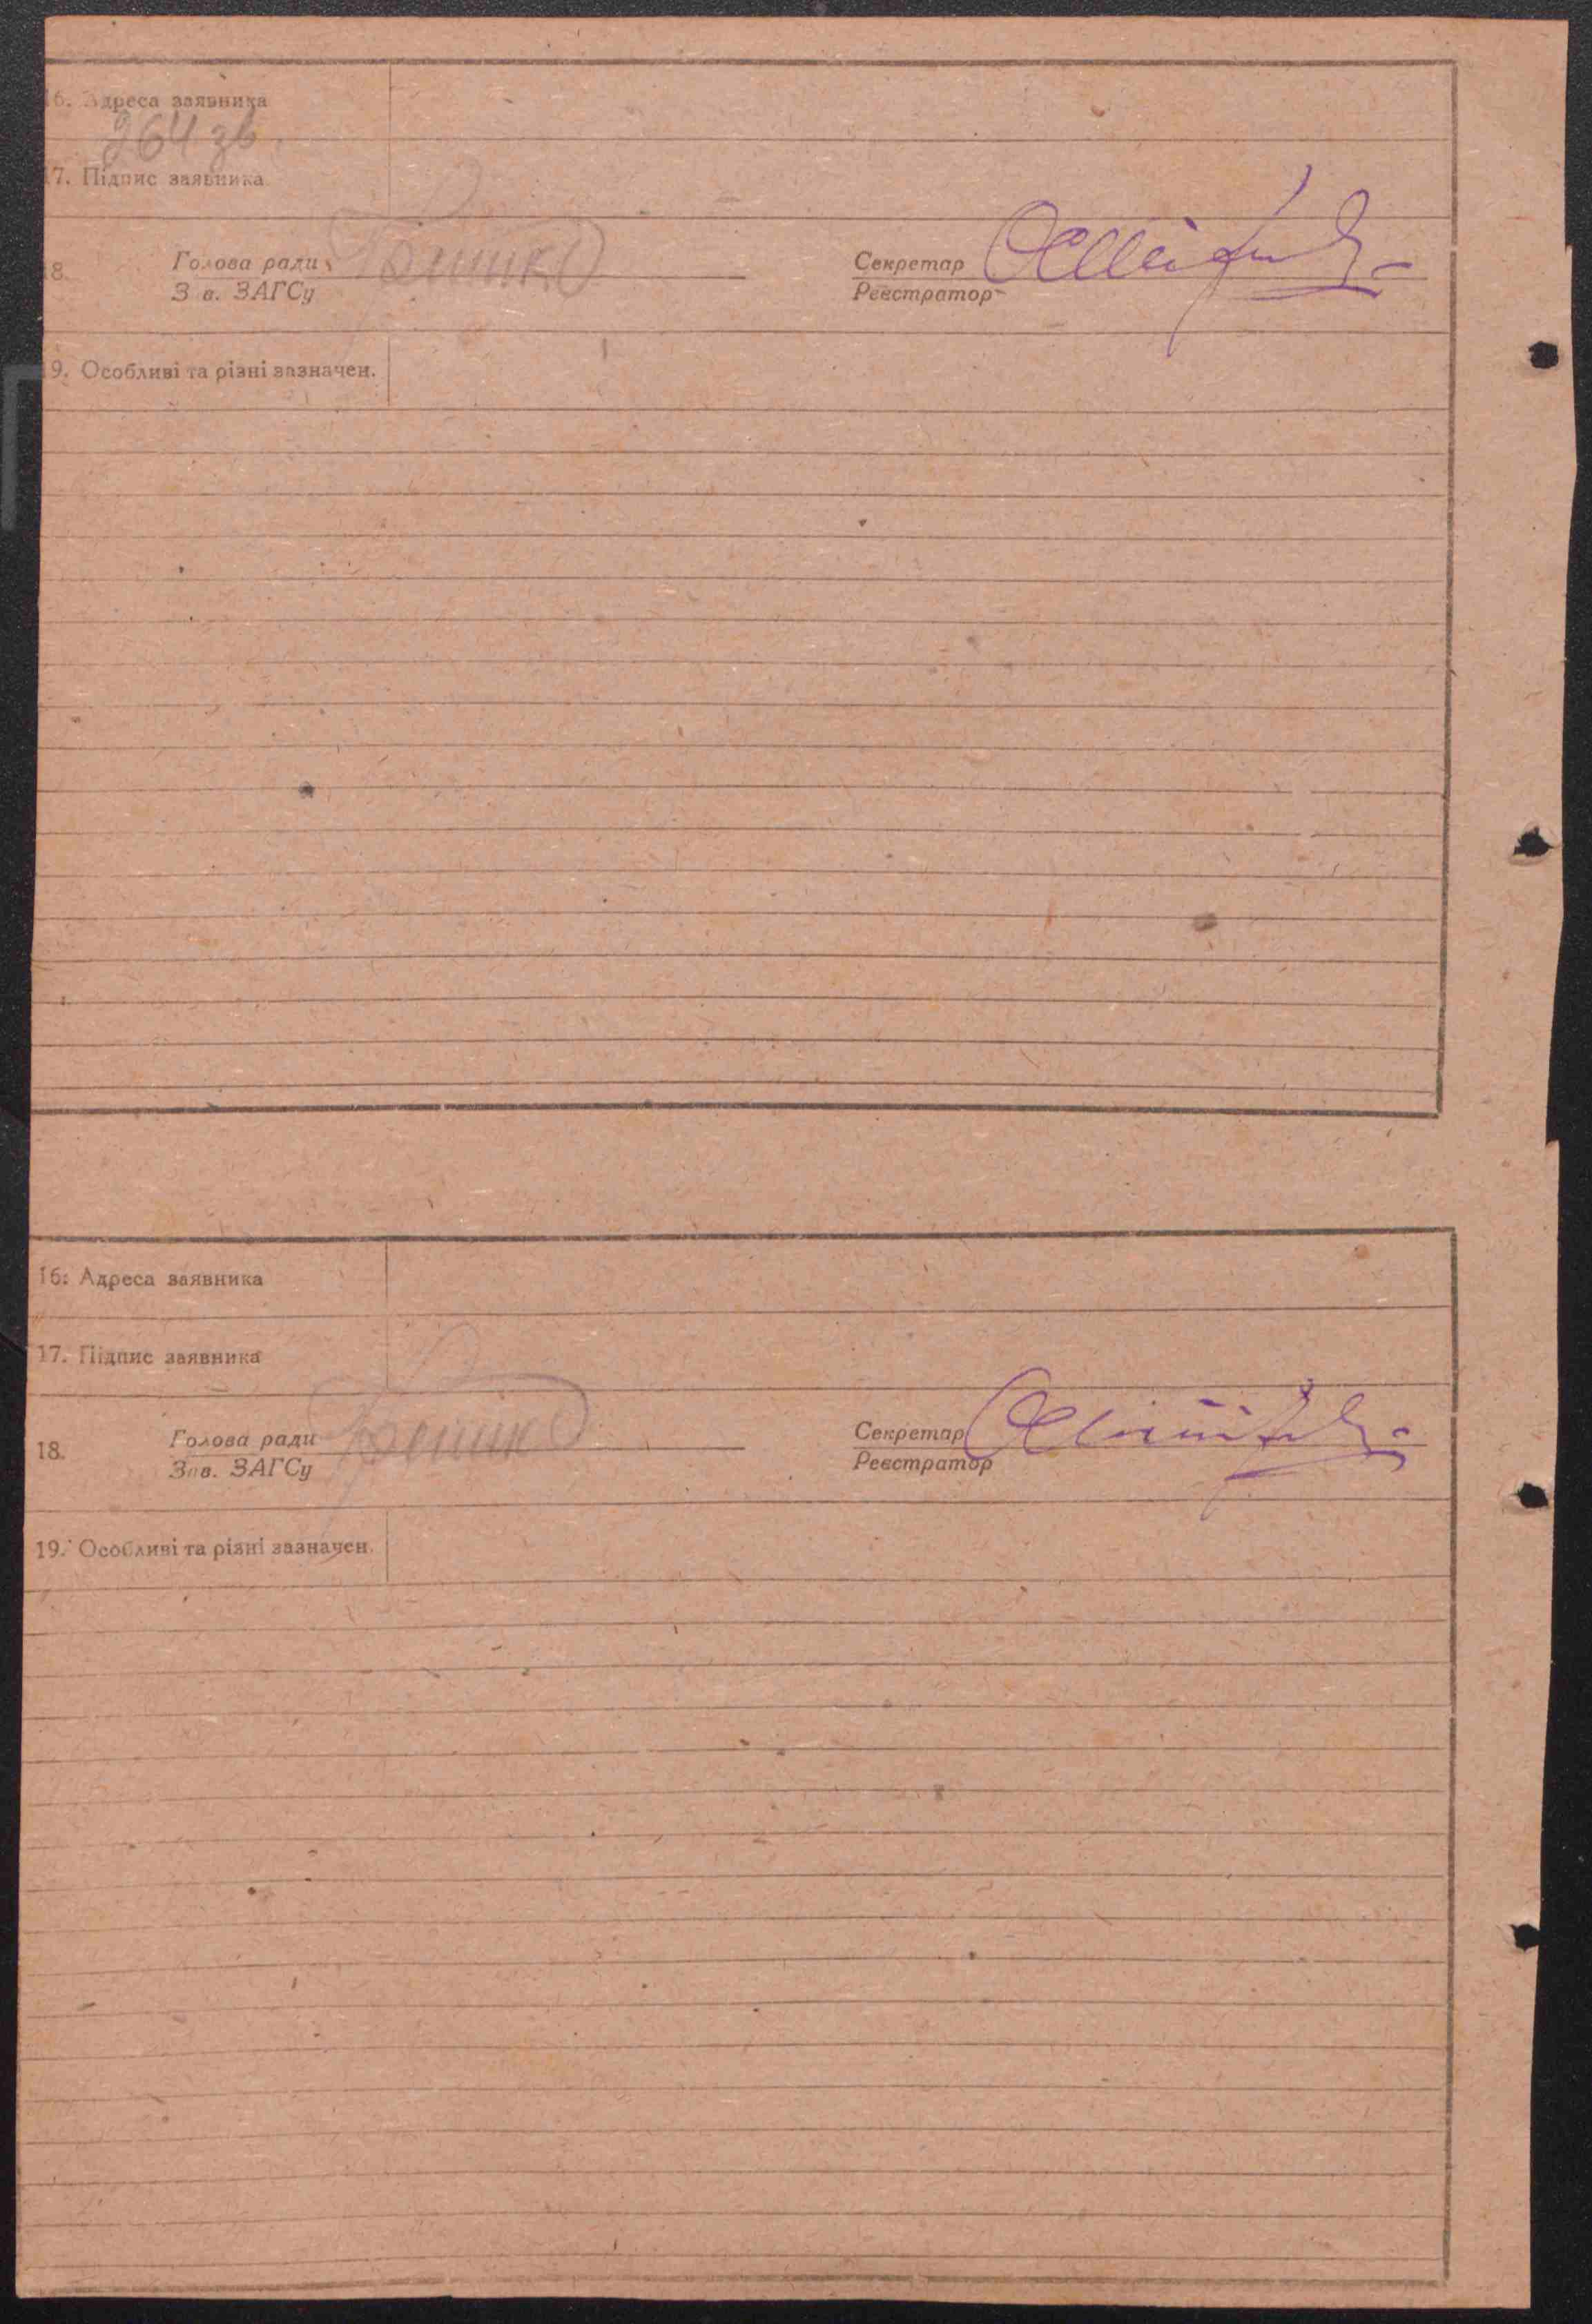 16. Адреса заявника
264 зв.
17. Підпис заявника
18. Голова ради Секретар
Зав. ЗАГСу Реєстратор
19. Особливі та різні зазначен.
16. Адреса заявника
17. Підпис заявника
18. Голова ради Секретар
Зав. ЗАГСу Реєстратор
19. Особливі та різні зазначен.